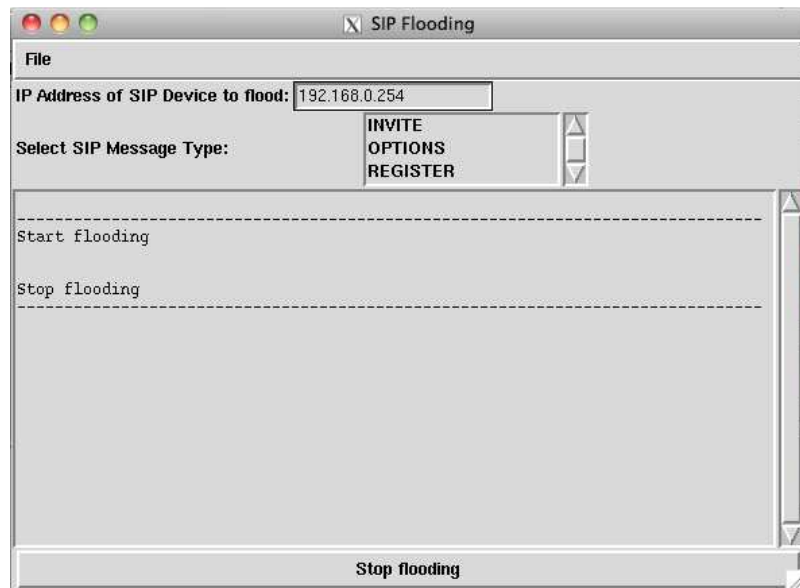 SIP Flooding
File
IP Address of SIP Device to flood: 192.168.0.254
Select SIP Message Type:
INVITE
OPTIONS
REGISTER
Start flooding
Stop flooding
Stop flooding